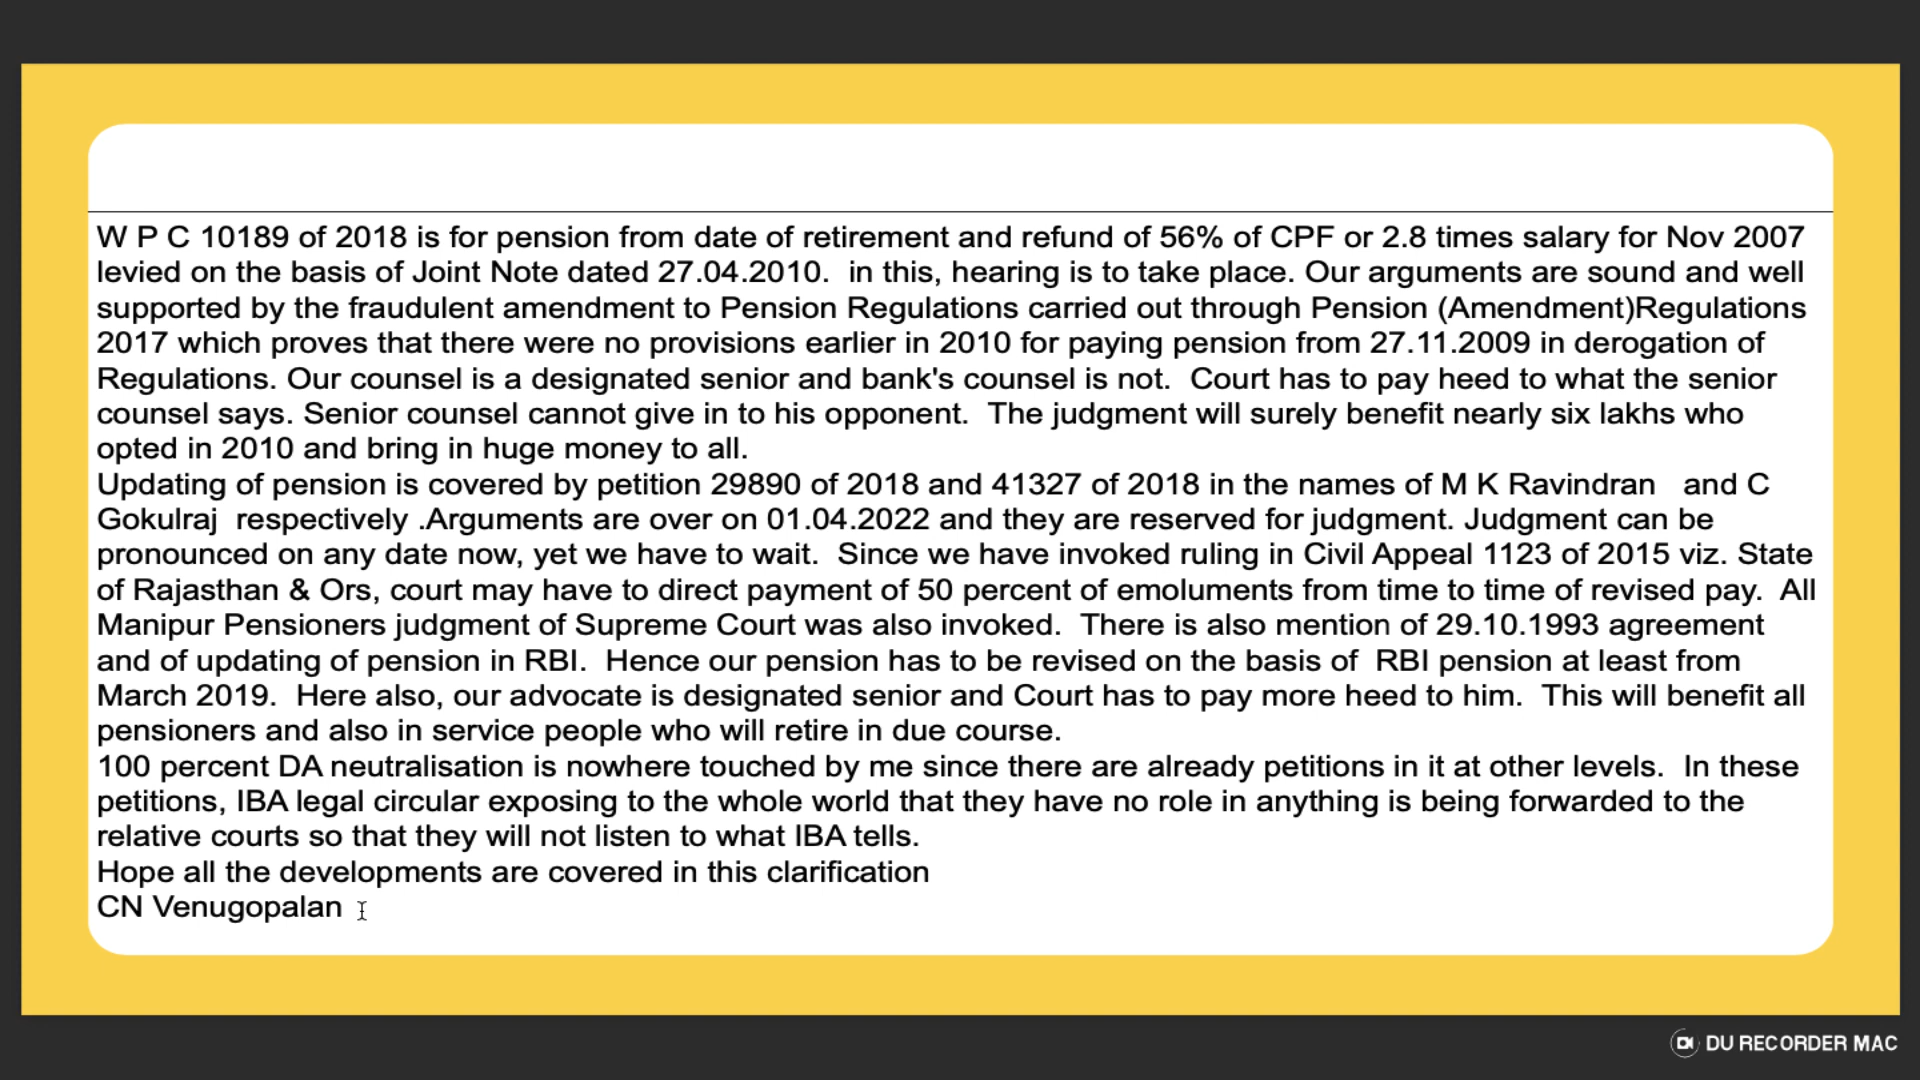 W P C 10189 of 2018 is for pension from date of retirement and refund of 56% of CPF or 2.8 times salary for Nov 2007
levied on the basis of Joint Note dated 27.04.2010.  in this, hearing is to take place. Our arguments are sound and well
supported by the fraudulent amendment to Pension Regulations carried out through Pension (Amendment)Regulations
2017 which proves that there were no provisions earlier in 2010 for paying pension from 27.11.2009 in derogation of
Regulations. Our counsel is a designated senior and bank's counsel is not.  Court has to pay heed to what the senior
counsel says. Senior counsel cannot give in to his opponent.  The judgment will surely benefit nearly six lakhs who
opted in 2010 and bring in huge money to all.
Updating of pension is covered by petition 29890 of 2018 and 41327 of 2018 in the names of M K Ravindran   and C
Gokulraj  respectively .Arguments are over on 01.04.2022 and they are reserved for judgment. Judgment can be
pronounced on any date now, yet we have to wait.  Since we have invoked ruling in Civil Appeal 1123 of 2015 viz. State
of Rajasthan & Ors, court may have to direct payment of 50 percent of emoluments from time to time of revised pay.  All
Manipur Pensioners judgment of Supreme Court was also invoked.  There is also mention of 29.10.1993 agreement
and of updating of pension in RBI.  Hence our pension has to be revised on the basis of  RBI pension at least from
March 2019.  Here also, our advocate is designated senior and Court has to pay more heed to him.  This will benefit all
pensioners and also in service people who will retire in due course.
100 percent DA neutralisation is nowhere touched by me since there are already petitions in it at other levels.  In these
petitions, IBA legal circular exposing to the whole world that they have no role in anything is being forwarded to the
relative courts so that they will not listen to what IBA tells.
Hope all the developments are covered in this clarification
CN Venugopalan
DU RECORDER MAC